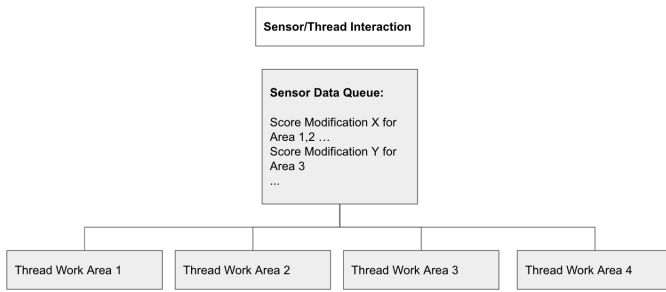 Sensor/Thread Interaction
Sensor Data Queue:
Score Modification X for
Area 1,2 ...
Score Modification Y for
Area 3
...
Thread Work Area 1
Thread Work Area 2
Thread Work Area 3
Thread Work Area 4